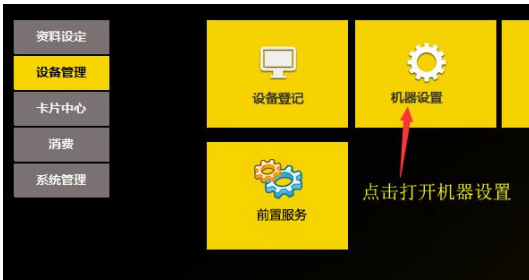 资料设定
设备管理
卡片中心
消费
系统管理
设备登记
机器设置
前置服务
点击打开机器设置